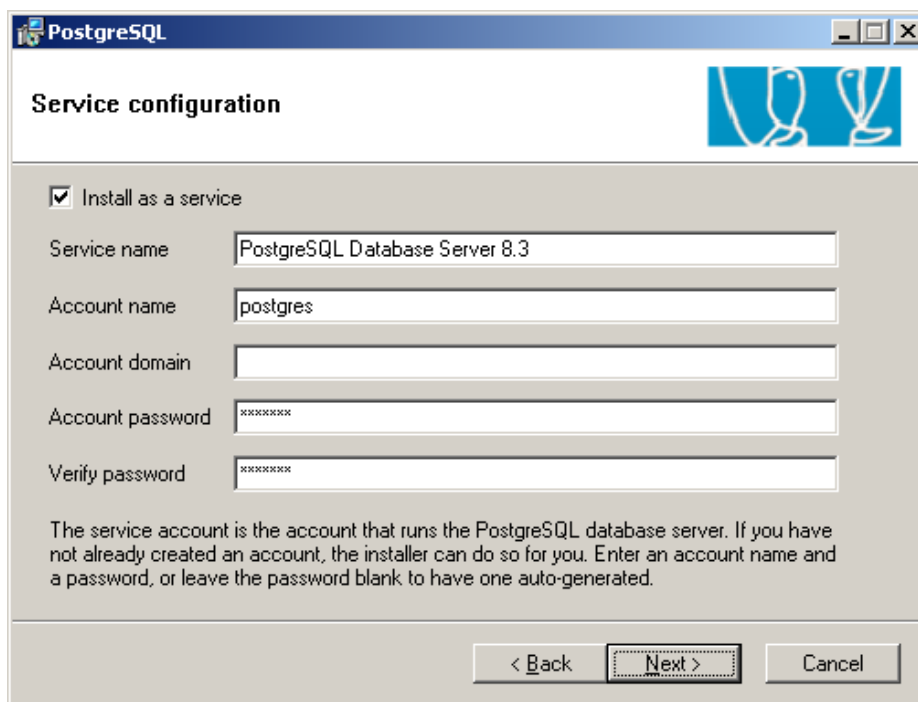 PostgreSQL
Service configuration
Install as a service
Service name PostgreSQL Database Server 8.3
Account name postgres
Account domain
Account password *******
Verify password *******
The service account is the account that runs the PostgreSQL database server. If you have
not already created an account, the installer can do so for you. Enter an account name and
a password, or leave the password blank to have one auto-generated.
< Back Next > Cancel